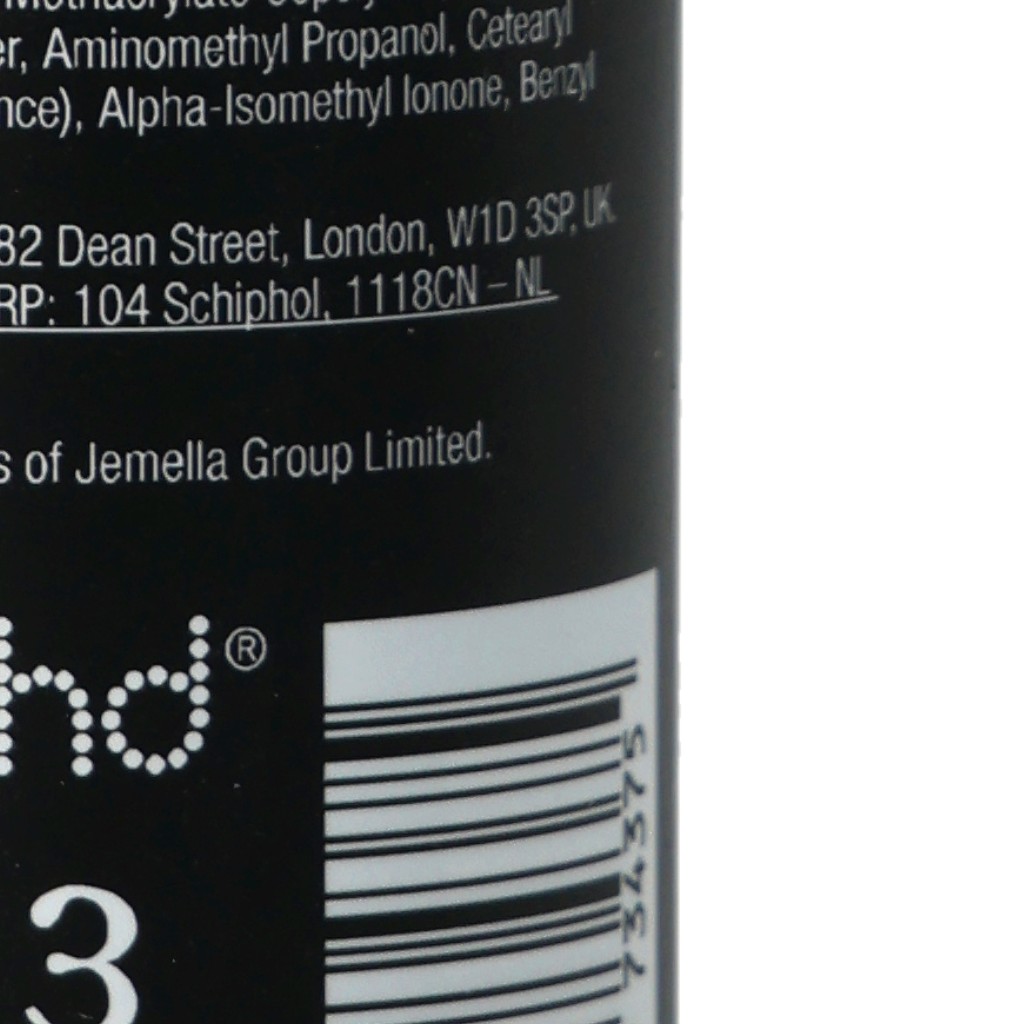 er, Aminomethyl Propanol, Cetearyl
nce), Alpha-Isomethyl Ionone, Benzyl
82 Dean Street, London, W1D 3SP, UK.
RP: 104 Schiphol, 1118CN – NL
s of Jemella Group Limited.
hd®
3
734375